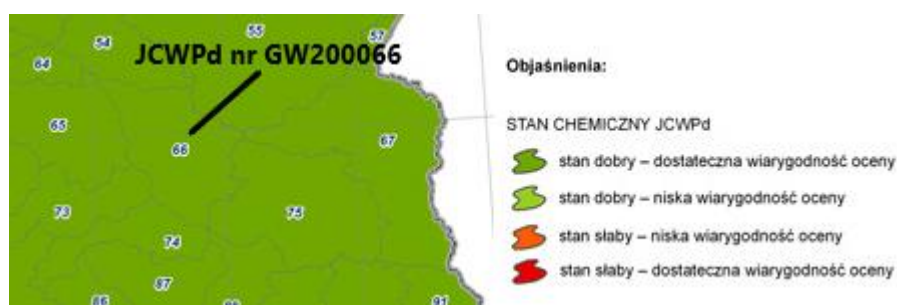 54
55
57
JCWPd nr GW200066
64
65
66
67
73
74
75
87
86
91
Objaśnienia:
STAN CHEMICZNY JCWPd
stan dobry – dostateczna wiarygodność oceny
stan dobry – niska wiarygodność oceny
stan słaby – niska wiarygodność oceny
stan słaby – dostateczna wiarygodność oceny